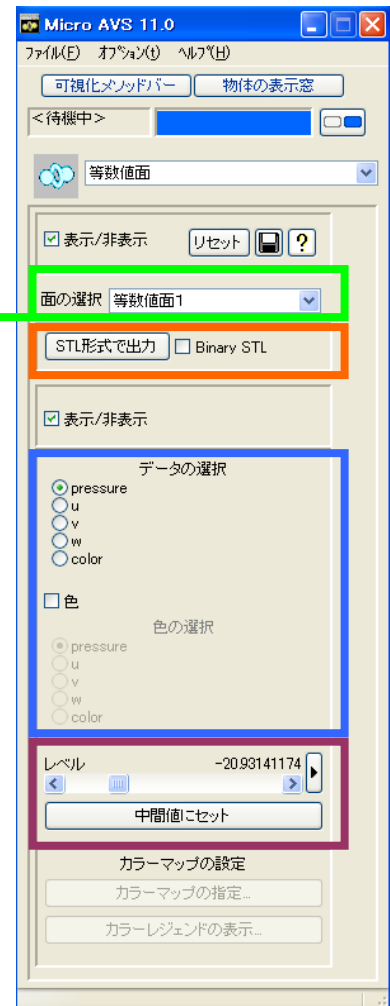 Micro AVS 11.0
ファイル(F) オプション(t) ヘルプ(H)
可視化メソッドバー 物体の表示窓
<待機中>
等数値面
表示/非表示 リセット ?
面の選択 等数値面1
STL形式で出力 Binary STL
表示/非表示
データの選択
pressure
u
v
w
color
色
色の選択
pressure
u
v
w
color
レベル -20.93141174
中間値にセット
カラーマップの設定
カラーマップの指定...
カラーレジェンドの表示...